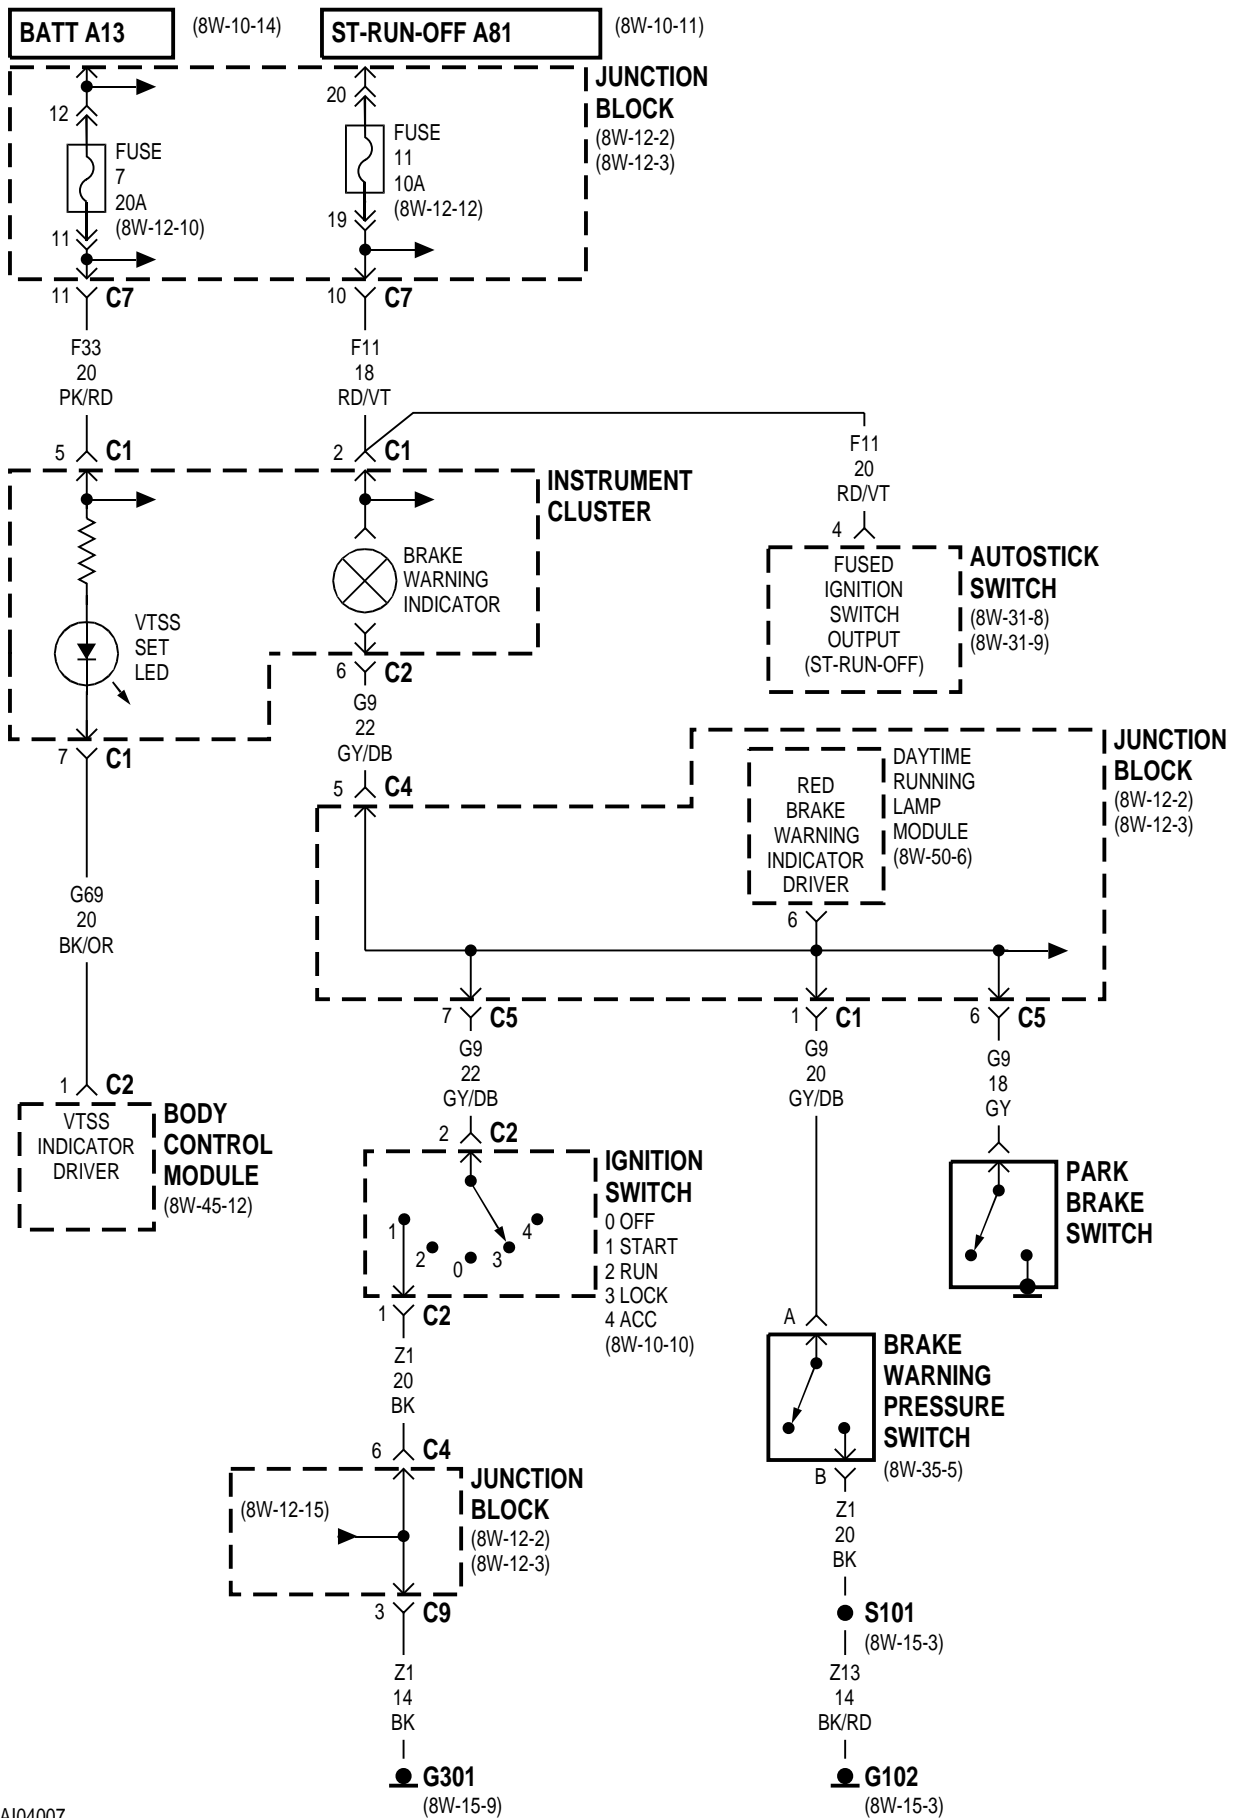 BATT A13
(8W-10-14)
ST-RUN-OFF A81
(8W-10-11)
JUNCTION
BLOCK
(8W-12-2)
(8W-12-3)
12
FUSE
7
20A
(8W-12-10)
11
20
FUSE
11
10A
(8W-12-12)
19
11
C7
10
C7
F33
20
PK/RD
F11
18
RD/VT
5
C1
2
C1
F11
20
RD/VT
4
INSTRUMENT
CLUSTER
BRAKE
WARNING
INDICATOR
VTSS
SET
LED
AUTOSTICK
SWITCH
(8W-31-8)
(8W-31-9)
FUSED
IGNITION
SWITCH
OUTPUT
(ST-RUN-OFF)
6
C2
G9
22
GY/DB
7
C1
5
C4
JUNCTION
BLOCK
(8W-12-2)
(8W-12-3)
RED
BRAKE
WARNING
INDICATOR
DRIVER
DAYTIME
RUNNING
LAMP
MODULE
(8W-50-6)
6
G69
20
BK/OR
7
C5
1
C1
6
C5
G9
22
GY/DB
G9
20
GY/DB
G9
18
GY
1
C2
VTSS
INDICATOR
DRIVER
BODY
CONTROL
MODULE
(8W-45-12)
2
C2
IGNITION
SWITCH
0 OFF
1 START
2 RUN
3 LOCK
4 ACC
(8W-10-10)
1
2
0
3
4
PARK
BRAKE
SWITCH
1
C2
Z1
20
BK
A
BRAKE
WARNING
PRESSURE
SWITCH
(8W-35-5)
B
6
C4
JUNCTION
BLOCK
(8W-12-2)
(8W-12-3)
(8W-12-15)
Z1
20
BK
3
C9
S101
(8W-15-3)
Z1
14
BK
Z13
14
BK/RD
G301
(8W-15-9)
G102
(8W-15-3)